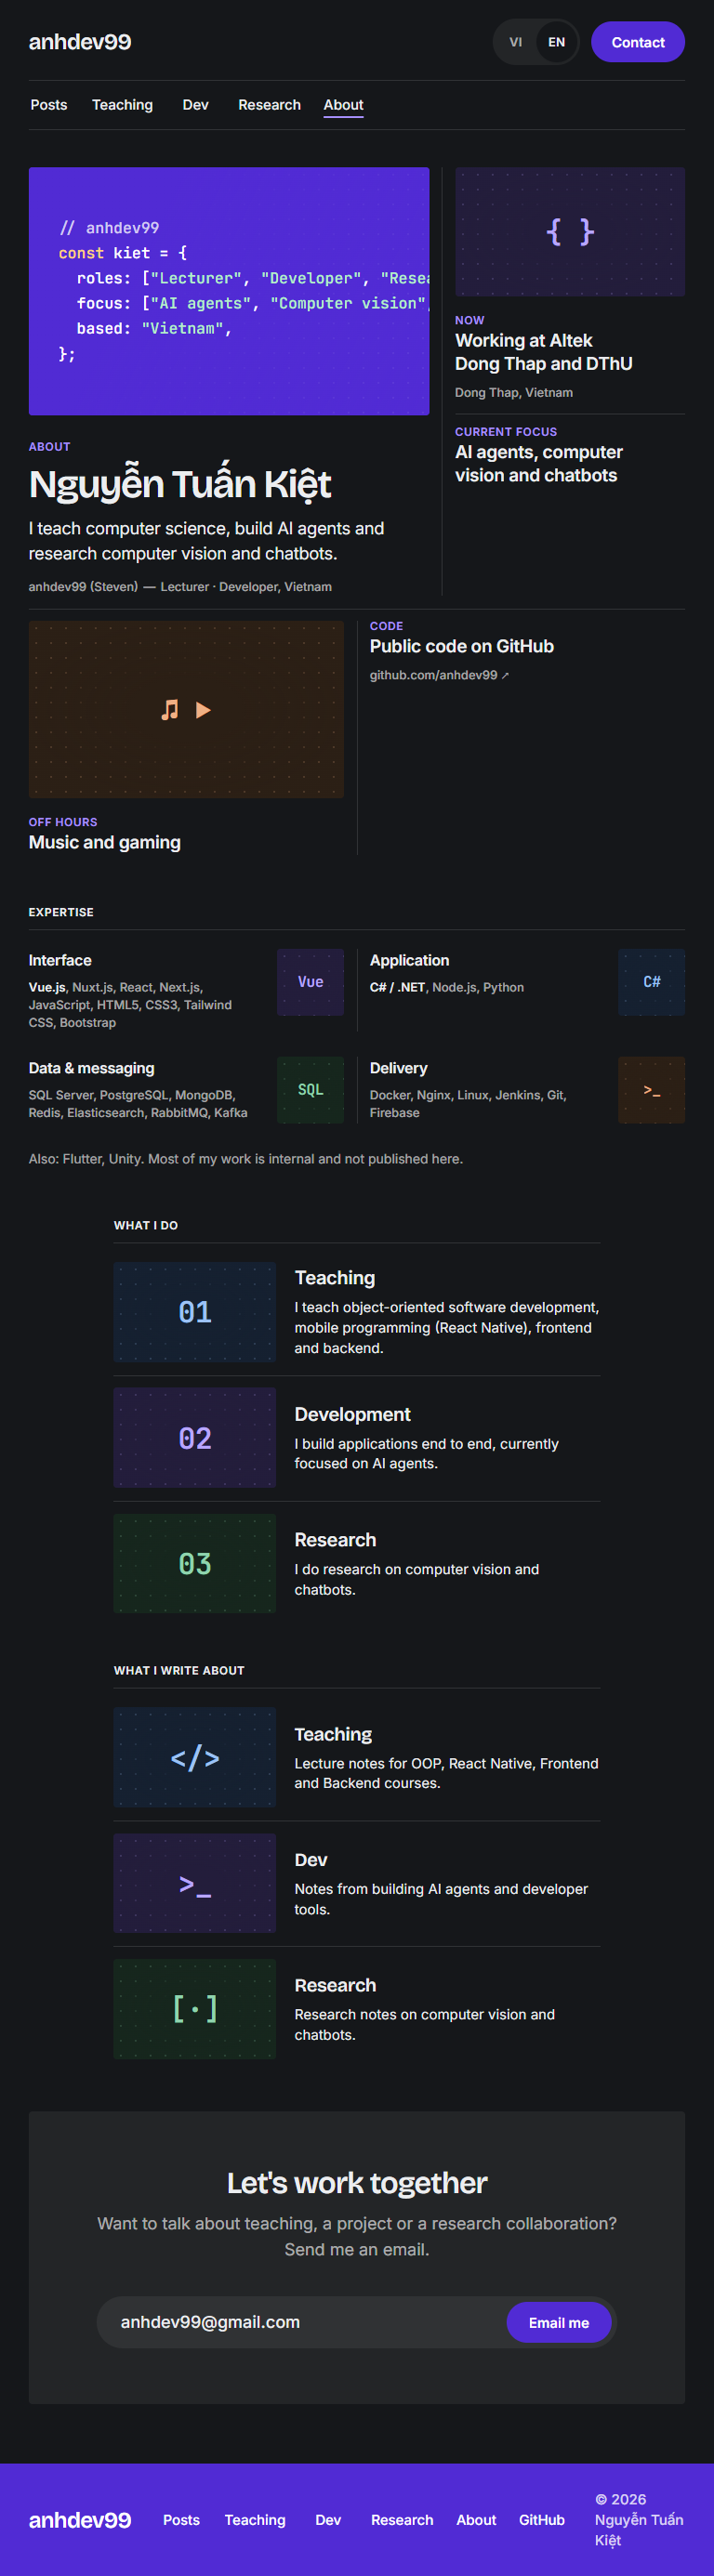 anhdev99
VI EN Contact
Posts Teaching Dev Research About
// anhdev99
const kiet = {
roles: ["Lecturer", "Developer", "Resea
focus: ["AI agents", "Computer vision",
based: "Vietnam",
};
ABOUT
Nguyễn Tuấn Kiệt
I teach computer science, build AI agents and
research computer vision and chatbots.
anhdev99 (Steven) — Lecturer · Developer, Vietnam
{ }
NOW
Working at Altek
Dong Thap and DThU
Dong Thap, Vietnam
CURRENT FOCUS
AI agents, computer
vision and chatbots
OFF HOURS
Music and gaming
CODE
Public code on GitHub
github.com/anhdev99 ↗
EXPERTISE
Interface
Vue.js, Nuxt.js, React, Next.js,
JavaScript, HTML5, CSS3, Tailwind
CSS, Bootstrap
Vue
Application
C# / .NET, Node.js, Python
C#
Data & messaging
SQL Server, PostgreSQL, MongoDB,
Redis, Elasticsearch, RabbitMQ, Kafka
SQL
Delivery
Docker, Nginx, Linux, Jenkins, Git,
Firebase
>_
Also: Flutter, Unity. Most of my work is internal and not published here.
WHAT I DO
01
Teaching
I teach object-oriented software development,
mobile programming (React Native), frontend
and backend.
02
Development
I build applications end to end, currently
focused on AI agents.
03
Research
I do research on computer vision and
chatbots.
WHAT I WRITE ABOUT
</>
Teaching
Lecture notes for OOP, React Native, Frontend
and Backend courses.
>_
Dev
Notes from building AI agents and developer
tools.
[·]
Research
Research notes on computer vision and
chatbots.
Let's work together
Want to talk about teaching, a project or a research collaboration?
Send me an email.
anhdev99@gmail.com Email me
anhdev99 Posts Teaching Dev Research About GitHub
© 2026
Nguyễn Tuấn
Kiệt